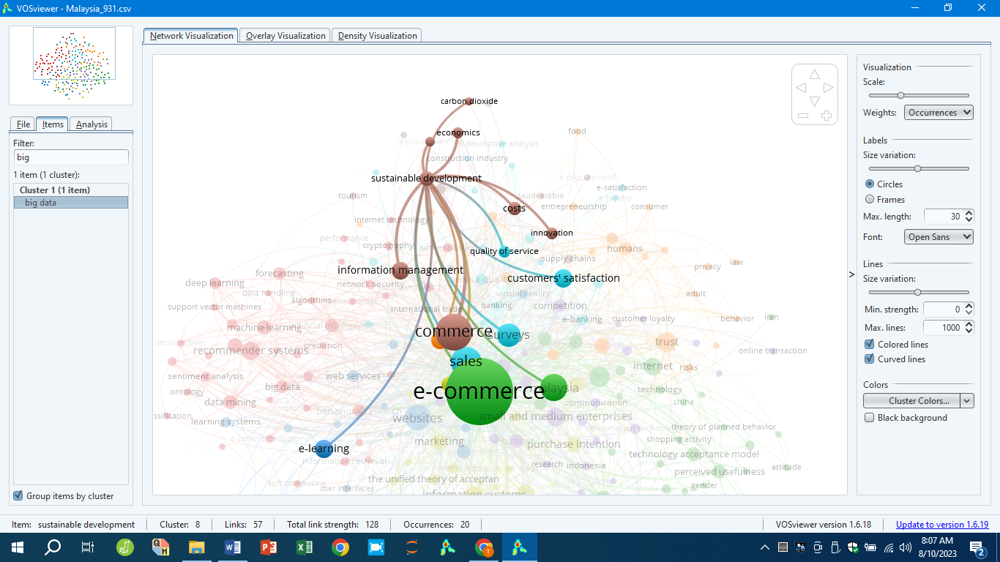 VOSviewer - Malaysia_931.csv
Network Visualization
Overlay Visualization
Density Visualization
File
Items
Analysis
Filter:
big
1 item (1 cluster):
Cluster 1 (1 item)
big data
Group items by cluster
carbon dioxide
economics
descriptive analysis
food
construction industry
sustainable development
e-procurement
e-satisfaction
e-loyalty
tourism
saudi arabia
costs
entrepreneurship
consumer
internet technology
innovation
performance
cryptography
quality of service
humans
supply chains
law
privacy
information management
forecasting
service quality
customers' satisfaction
deep learning
network security
data handling
virtual reality
adult
algorithms
support vector machines
international trade
banking
competition
machine learning
artificial intelligence
e-banking
customer loyalty
behavior
iran
commerce
surveys
decision trees
prediction
trust
recommender systems
online transaction
sales
internet
risks
sentiment analysis
web services
big data
ontology
e-commerce
malaysia
technology
data mining
communication
china
behavioral research
ssification
learning systems
websites
small and medium enterprises
information technology
theory of planned behavior
e-commerce systems
economic analysis
shopping activity
marketing
e-business
purchase intention
e-learning
technology acceptance model
information retrieval
research
indonesia
attitude
perceived usefulness
the unified theory of acceptan
soft computing
user interfaces
gender
information systems
Visualization
Scale:
Weights:
Occurrences
Labels
Size variation:
Circles
Frames
Max. length:
30
Font:
Open Sans
Lines
Size variation:
Min. strength:
0
Max. lines:
1000
Colored lines
Curved lines
Colors
Cluster Colors...
Black background
>
Item: sustainable development
Cluster: 8
Links: 57
Total link strength: 128
Occurrences: 20
VOSviewer version 1.6.18
Update to version 1.6.19
8:07 AM
8/10/2023
2